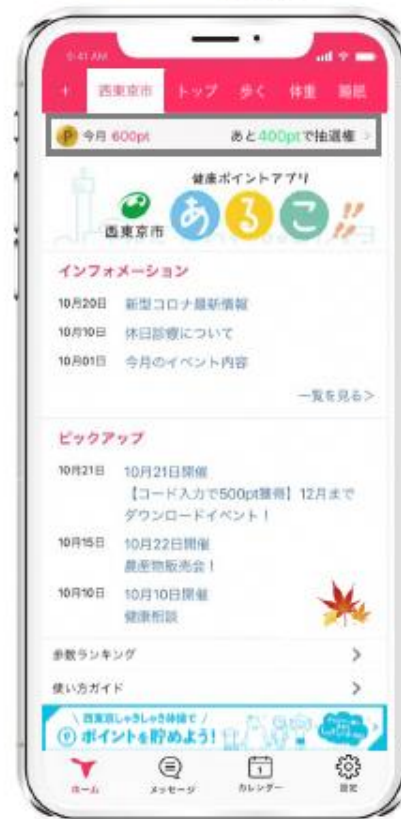 9:41 AM
+ 西東京市 トップ 歩く 体重 睡眠
P 今月 600pt あと400ptで抽選権 >
健康ポイントアプリ
西東京市 あるこ!!
インフォメーション
10月20日 新型コロナ最新情報
10月10日 休日診療について
10月01日 今月のイベント内容
一覧を見る>
ピックアップ
10月21日 10月21日開催
【コード入力で500pt獲得】12月まで
ダウンロードイベント！
10月15日 10月22日開催
農産物販売会！
10月10日 10月10日開催
健康相談
歩数ランキング >
使い方ガイド >
\ 西東京しゃきしゃき体操で /
P ポイントを貯めよう!
ホーム メッセージ カレンダー 設定